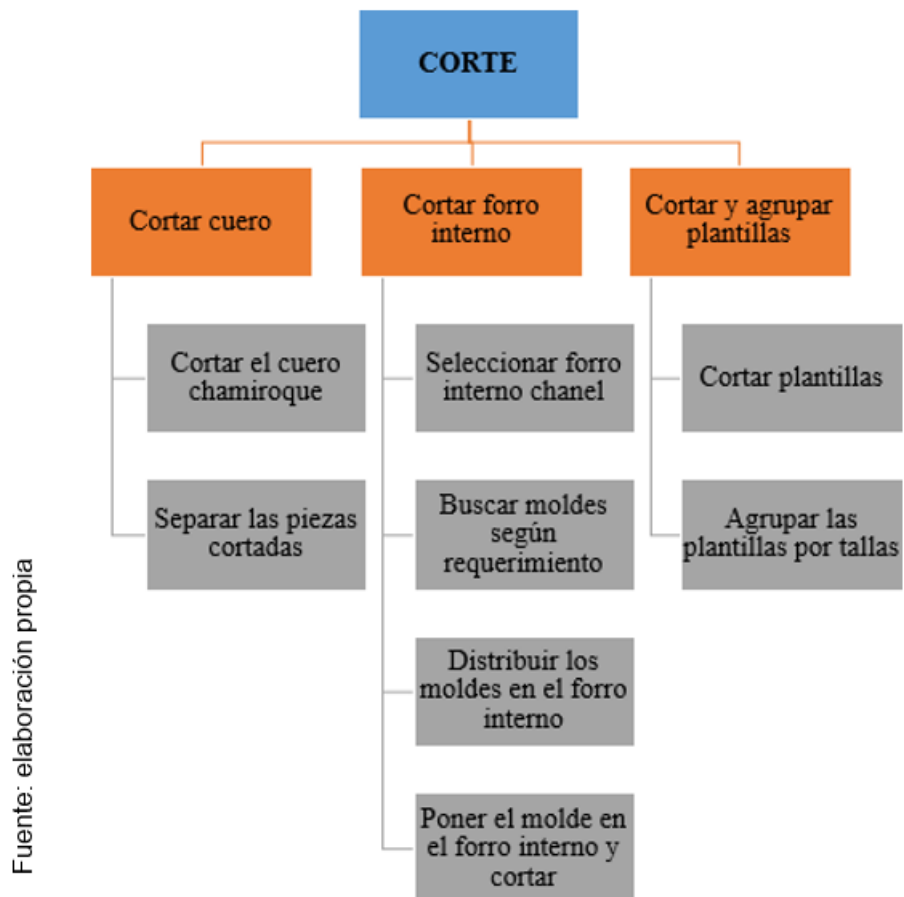 CORTE
Cortar cuero
Cortar forro
interno
Cortar y agrupar
plantillas
Cortar el cuero
chamiroque
Separar las piezas
cortadas
Seleccionar forro
interno chanel
Buscar moldes
según
requerimiento
Distribuir los
moldes en el forro
interno
Poner el molde en
el forro interno y
cortar
Cortar plantillas
Agrupar las
plantillas por tallas
Fuente: elaboración propia